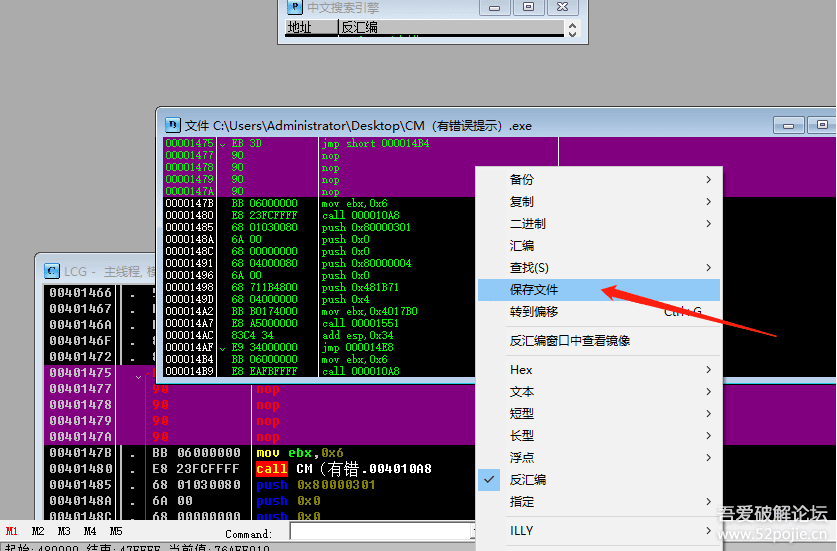 中文搜索引擎
地址 反汇编
文件 C:\Users\Administrator\Desktop\CM（有错误提示）.exe
00001475 EB 3D jmp short 000014B4
00001477 90 nop
00001478 90 nop
00001479 90 nop
0000147A 90 nop
0000147B BB 06000000 mov ebx,0x6
00001480 E8 23FCFFFF call 000010A8
00001485 68 01030080 push 0x80000301
0000148A 6A 00 push 0x0
0000148C 68 00000000 push 0x0
00001491 68 04000080 push 0x80000004
00001496 6A 00 push 0x0
00001498 68 711B4800 push 0x481B71
0000149D 68 04000000 push 0x4
000014A2 BB B0174000 mov ebx,0x4017B0
000014A7 E8 A5000000 call 00001551
000014AC 83C4 34 add esp,0x34
000014AF E9 34000000 jmp 000014E8
000014B4 BB 06000000 mov ebx,0x6
000014B9 E8 EAFBFFFF call 000010A8
备份
复制
二进制
汇编
查找(S)
保存文件
转到偏移 Ctrl+G
反汇编窗口中查看镜像
Hex
文本
短型
长型
浮点
反汇编
指定
ILLY
LCG - 主线程,
00401466
00401467
0040146A
0040146F
00401472
00401475
00401477 90 nop
00401478 90 nop
00401479 90 nop
0040147A 90 nop
0040147B BB 06000000 mov ebx,0x6
00401480 E8 23FCFFFF call CM（有错.004010A8
00401485 68 01030080 push 0x80000301
0040148A 6A 00 push 0x0
0040148C 68 00000000 push 0x0
M1 M2 M3 M4 M5 Command:
起始:480000 结束:47FFFF 当前值:76AFF010
吾爱破解论坛
www.52pojie.cn